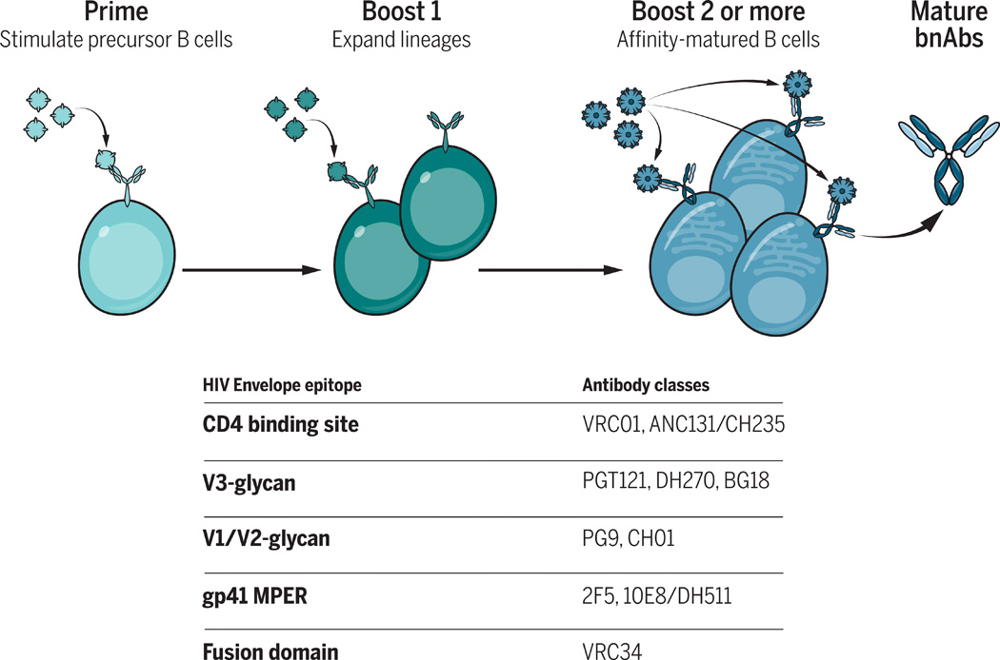 Prime
Stimulate precursor B cells
Boost 1
Expand lineages
Boost 2 or more
Affinity-matured B cells
Mature
bnAbs
HIV Envelope epitope Antibody classes
CD4 binding site VRC01, ANC131/CH235
V3-glycan PGT121, DH270, BG18
V1/V2-glycan PG9, CH01
gp41 MPER 2F5, 10E8/DH511
Fusion domain VRC34